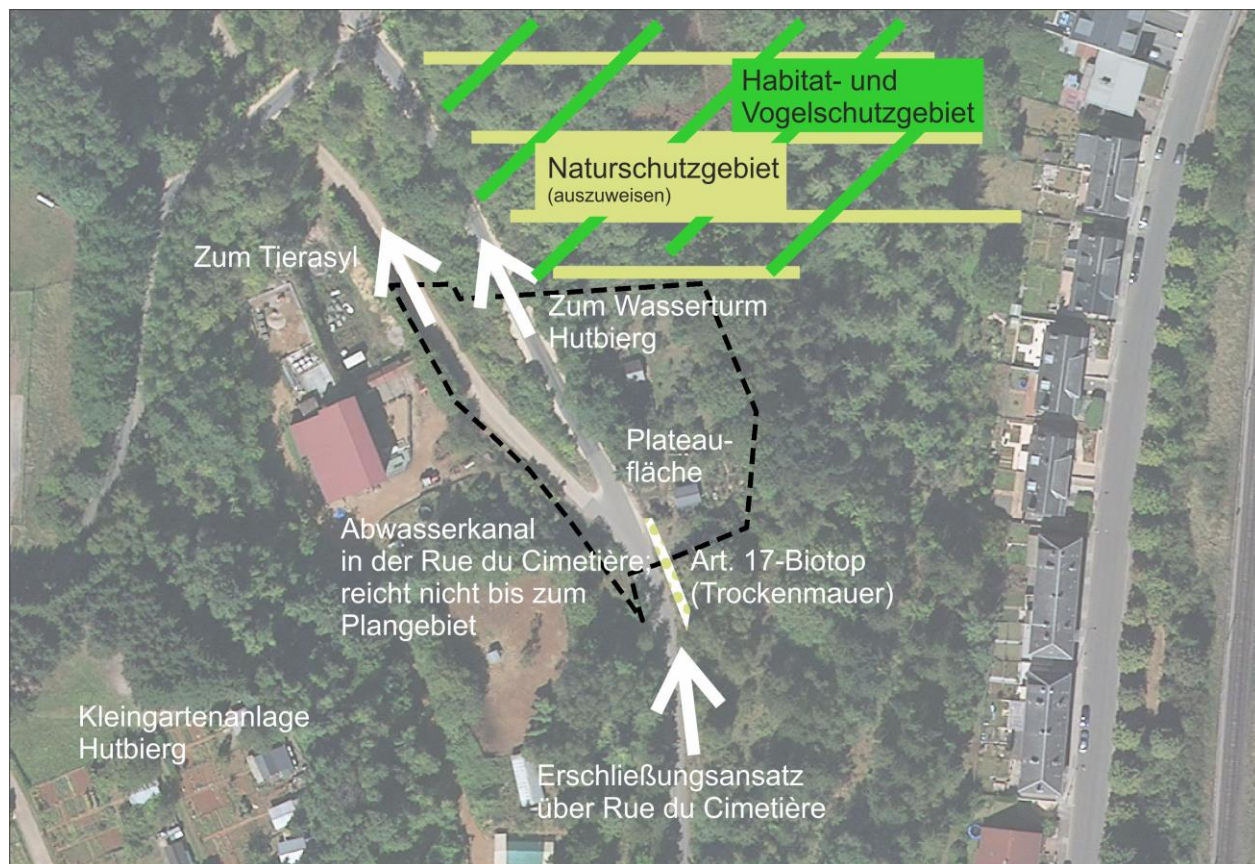 Habitat- und
Vogelschutzgebiet
Naturschutzgebiet
(auszuweisen)
Zum Tierasyl
Zum Wasserturm
Hutbierg
Plateau-
fläche
Abwasserkanal
in der Rue du Cimetière;
reicht nicht bis zum
Plangebiet
Art. 17-Biotop
(Trockenmauer)
Kleingartenanlage
Hutbierg
Erschließungsansatz
über Rue du Cimetière